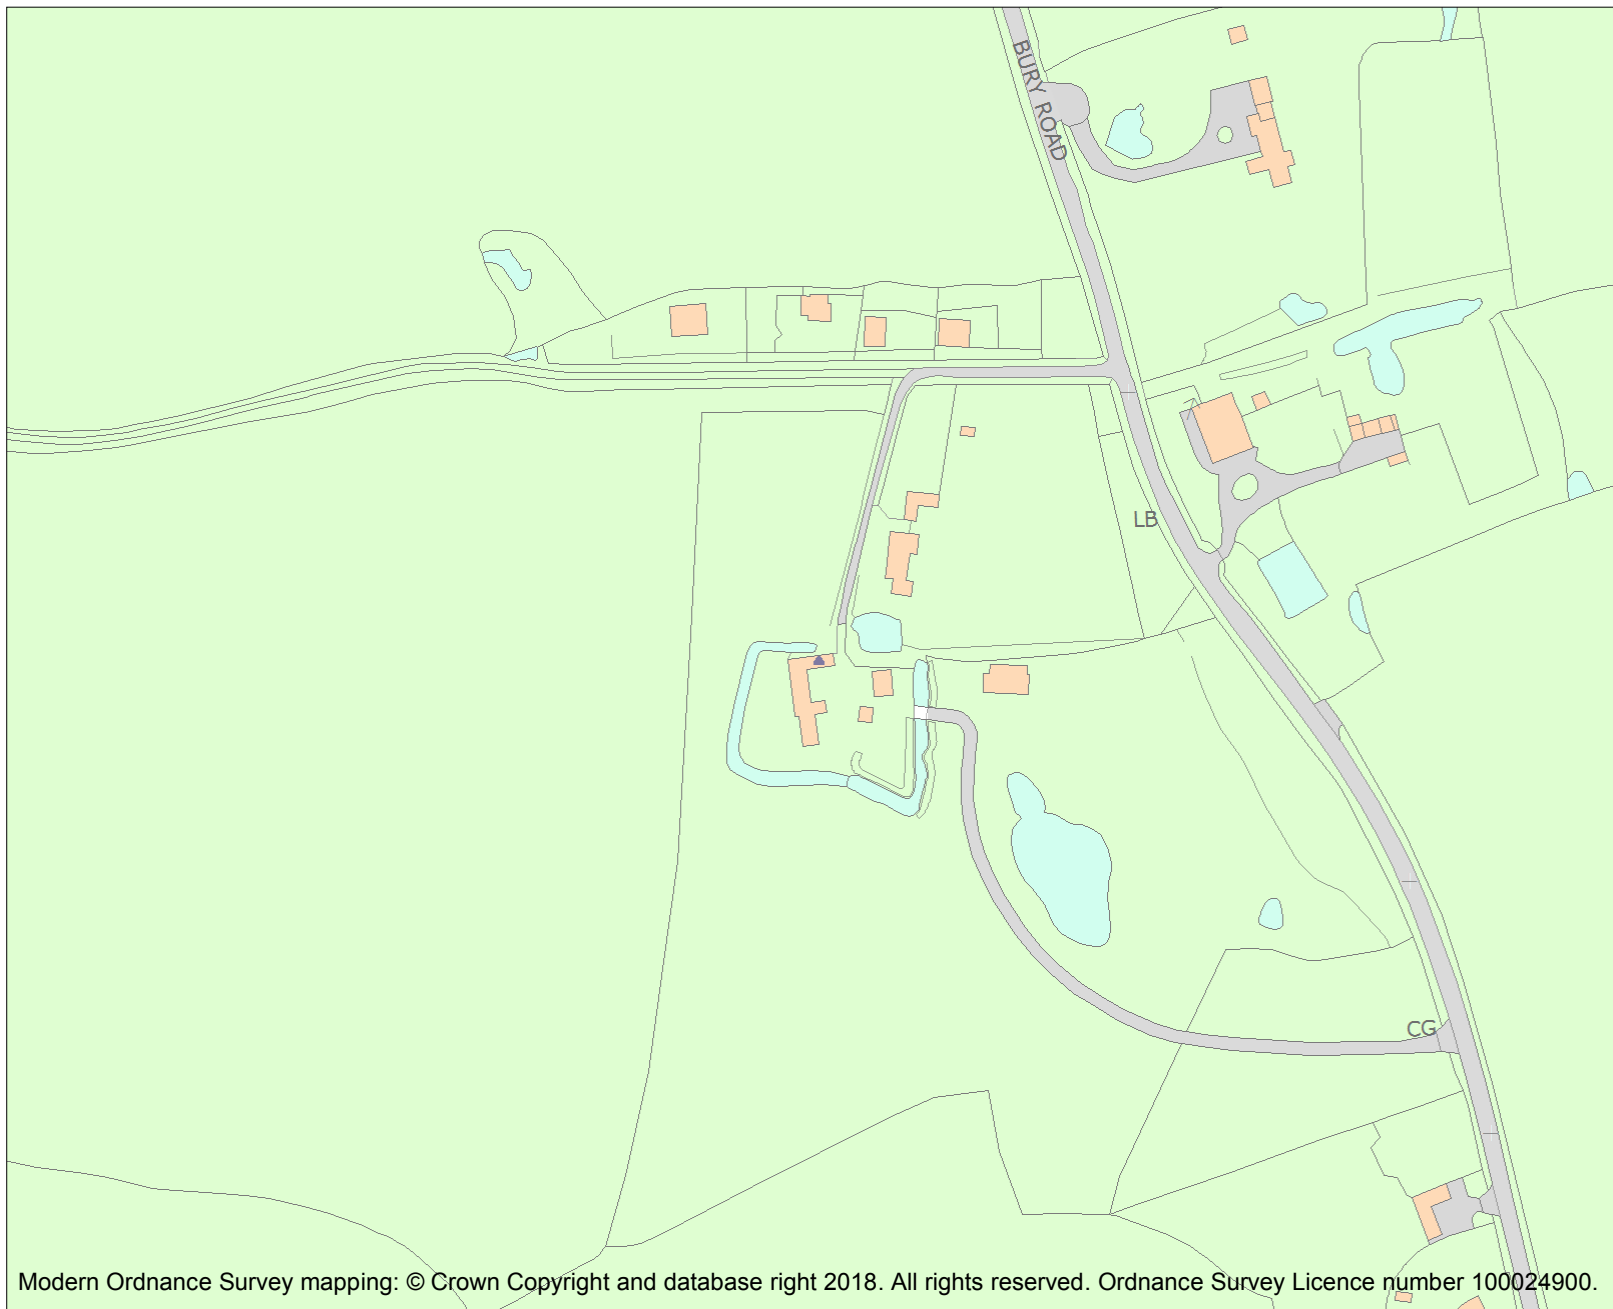 BURY ROAD
LB
CG
Modern Ordnance Survey mapping: © Crown Copyright and database right 2018. All rights reserved. Ordnance Survey Licence number 100024900.